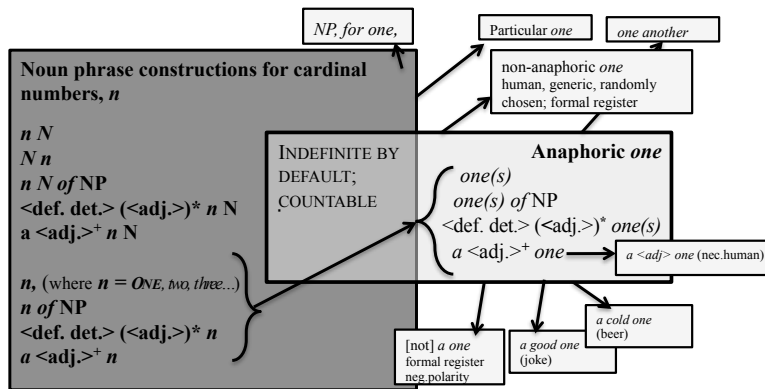 NP, for one,
Particular one
one another
Noun phrase constructions for cardinal
numbers, n
non-anaphoric one
human, generic, randomly
chosen; formal register
n N
N n
n N of NP
<def. det.> (<adj.>)* n N
a <adj.>+ n N
n, (where n = ONE, two, three...)
n of NP
<def. det.> (<adj.>)* n
a <adj.>+ n
INDEFINITE BY
DEFAULT;
COUNTABLE
.
Anaphoric one
one(s)
one(s) of NP
<def. det.> (<adj.>)* one(s)
a <adj.>+ one
a <adj> one (nec.human)
[not] a one
formal register
neg.polarity
a good one
(joke)
a cold one
(beer)